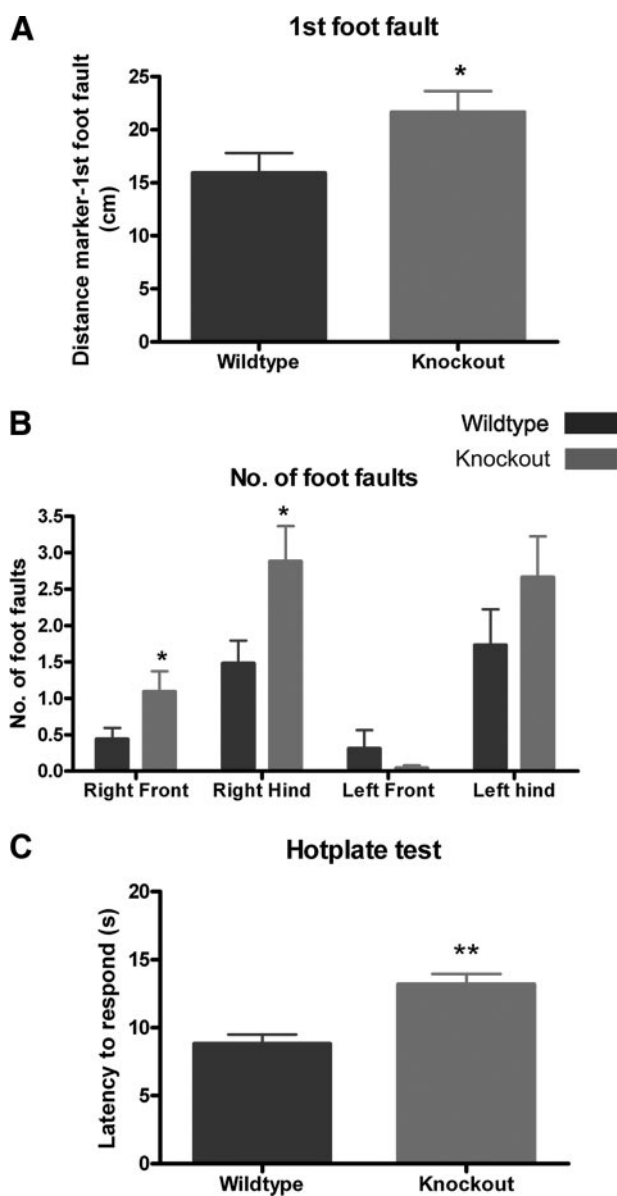 A
1st foot fault
*
Distance marker-1st foot fault
(cm)
25
20
15
10
5
0
Wildtype Knockout
B
Wildtype
Knockout
No. of foot faults
*
*
No. of foot faults
3.5
3.0
2.5
2.0
1.5
1.0
0.5
0.0
Right Front Right Hind Left Front Left hind
C
Hotplate test
**
Latency to respond (s)
20
15
10
5
0
Wildtype Knockout